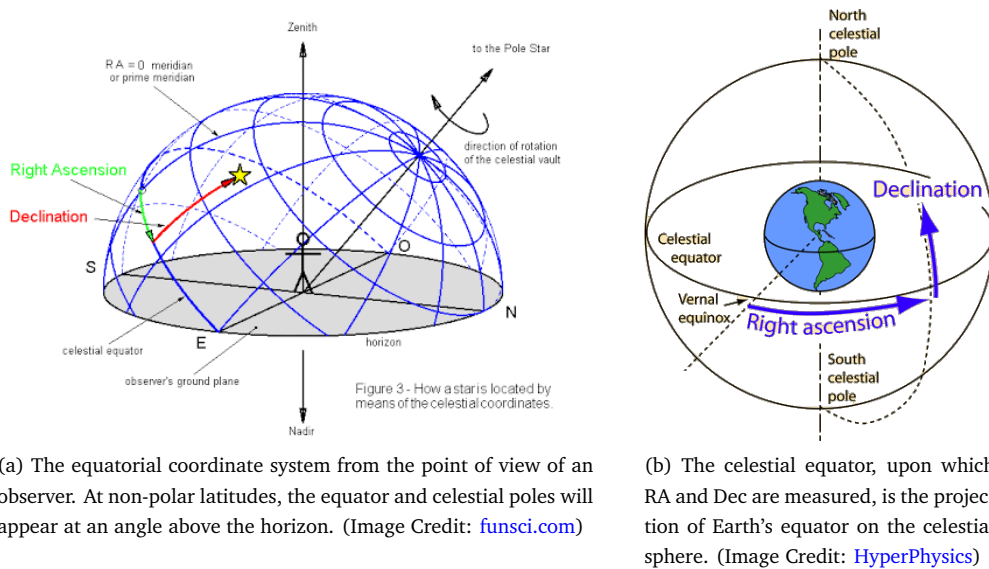 Zenith
to the Pole Star
R A = 0 meridian
or prime meridian
direction of rotation
of the celestial vault
Right Ascension
Declination
S
O
N
E
celestial equator
horizon
observer's ground plane
Figure 3 - How a star is located by
means of the celestial coordinates.
Nadir
(a) The equatorial coordinate system from the point of view of an
observer. At non-polar latitudes, the equator and celestial poles will
appear at an angle above the horizon. (Image Credit: funsci.com)
North
celestial
pole
Declination
Celestial
equator
Vernal
equinox
Right ascension
South
celestial
pole
(b) The celestial equator, upon which
RA and Dec are measured, is the projec
tion of Earth's equator on the celestia
sphere. (Image Credit: HyperPhysics)